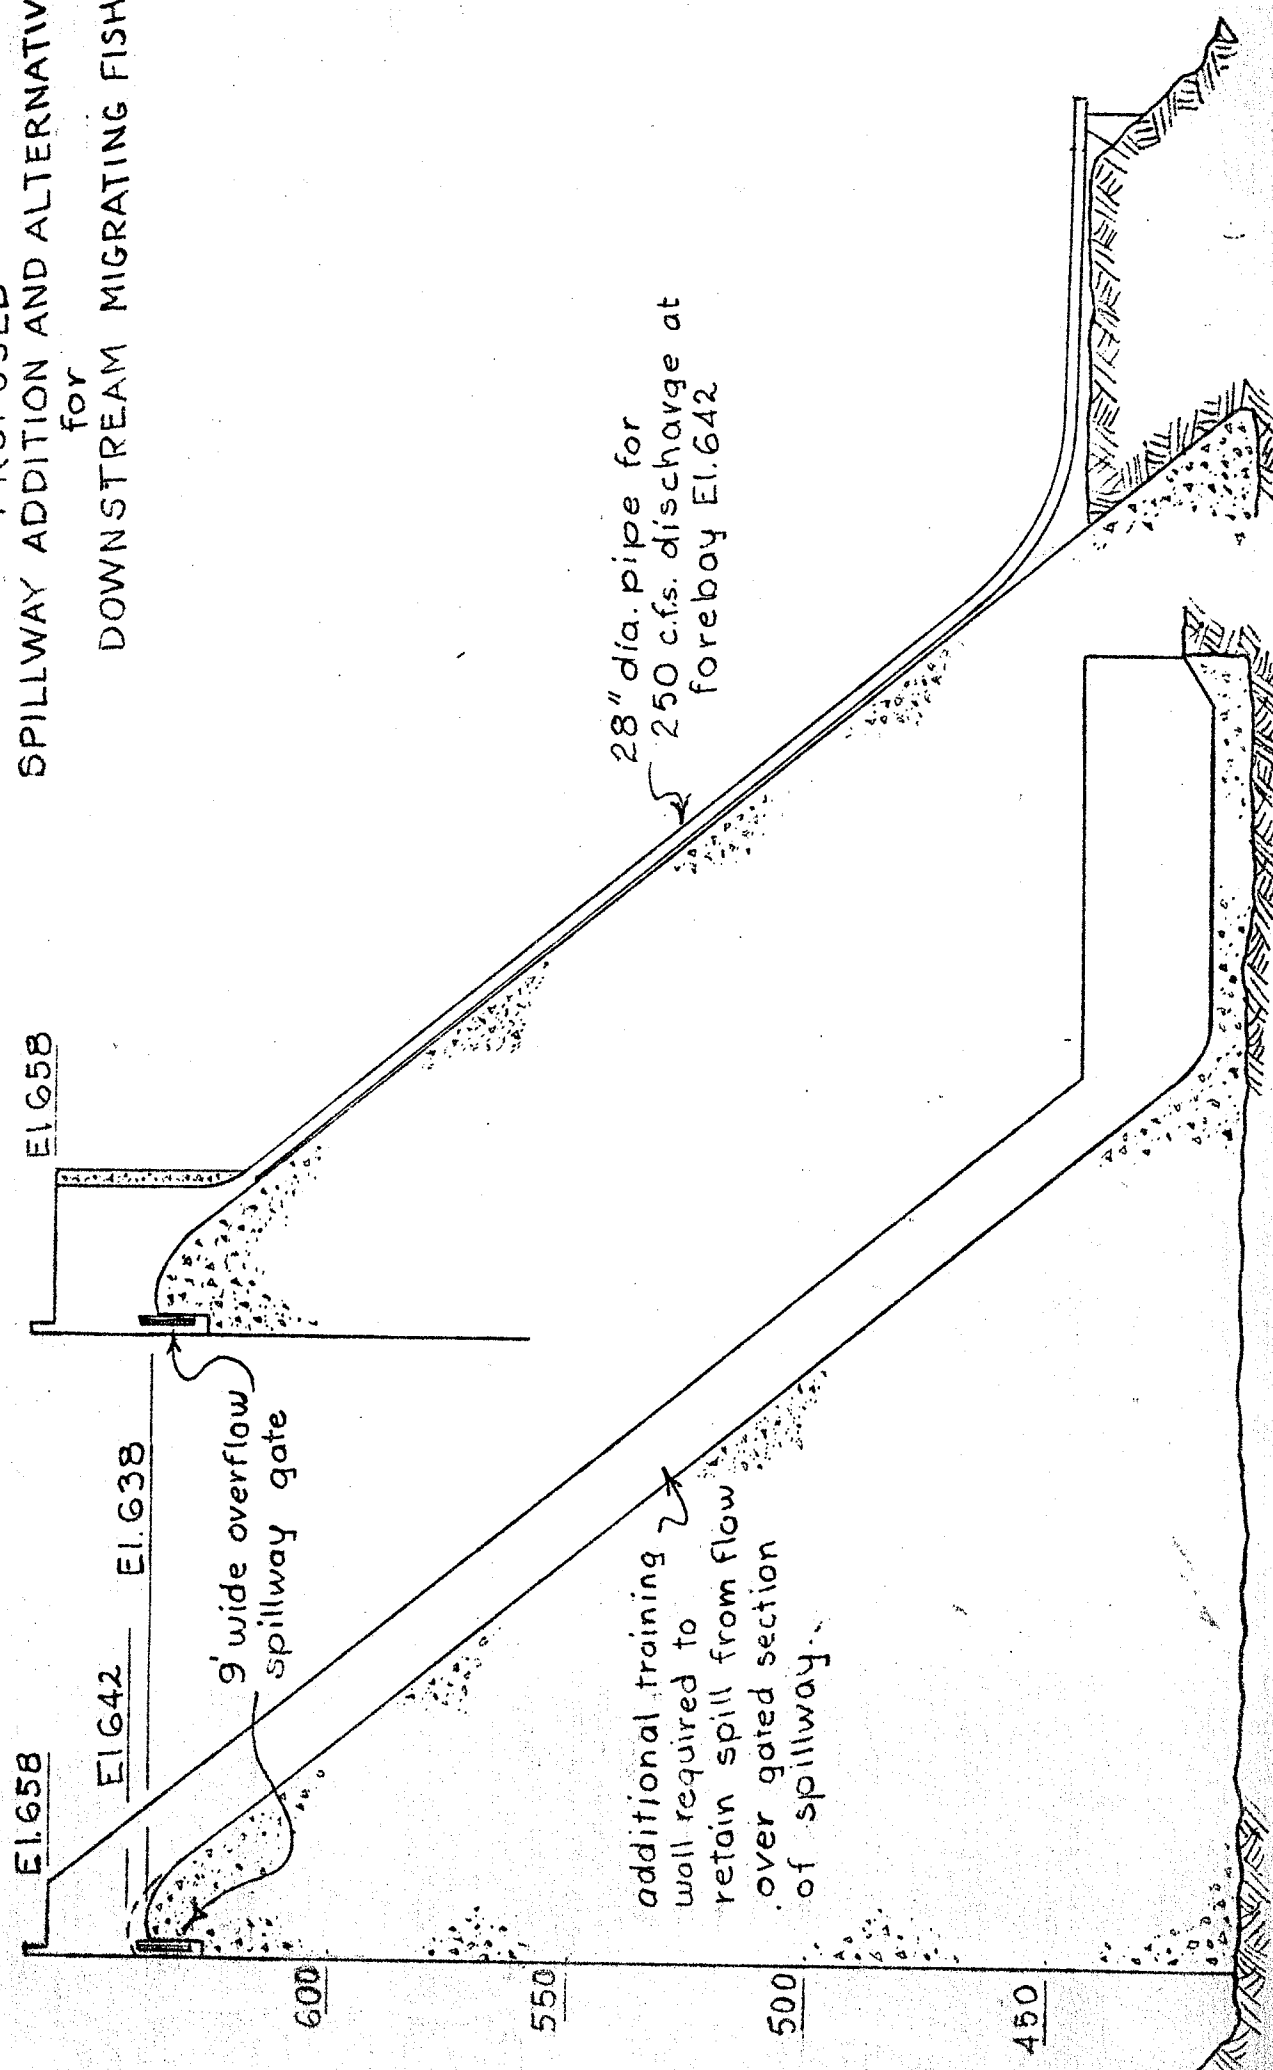 SPILLWAY ADDITION AND ALTERNATIV
for
DOWNSTREAM MIGRATING FISH
El.658
El 642
El.638
El 658
9' wide overflow
spillway gate
28" dia. pipe for
250 c.f.s. discharge at
forebay El.642
additional training
wall required to
retain spill from flow
over gated section
of spillway.
600
550
500
450